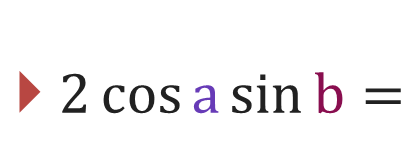 2 cos a sin b =